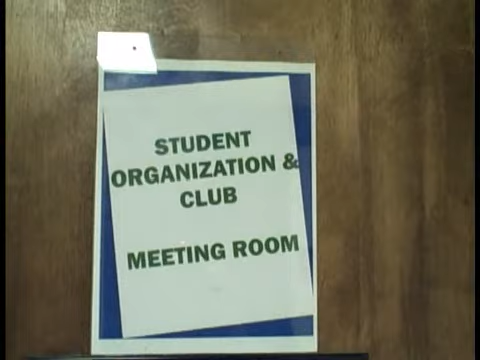 STUDENT
ORGANIZATION &
CLUB
MEETING ROOM